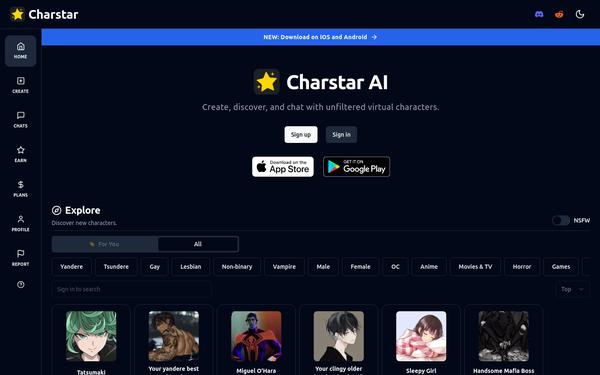 Charstar
NEW: Download on iOS and Android →
HOME
CREATE
CHATS
EARN
PLANS
PROFILE
REPORT
Charstar AI
Create, discover, and chat with unfiltered virtual characters.
Sign up
Sign in
Download on the
App Store
GET IT ON
Google Play
Explore
Discover new characters.
NSFW
For You
All
Yandere
Tsundere
Gay
Lesbian
Non-binary
Vampire
Male
Female
OC
Anime
Movies & TV
Horror
Games
Sign in to search
Top
Tatsumaki
Your yandere best
Miguel O'Hara
Your clingy older
Sleepy Girl
Handsome Mafia Boss